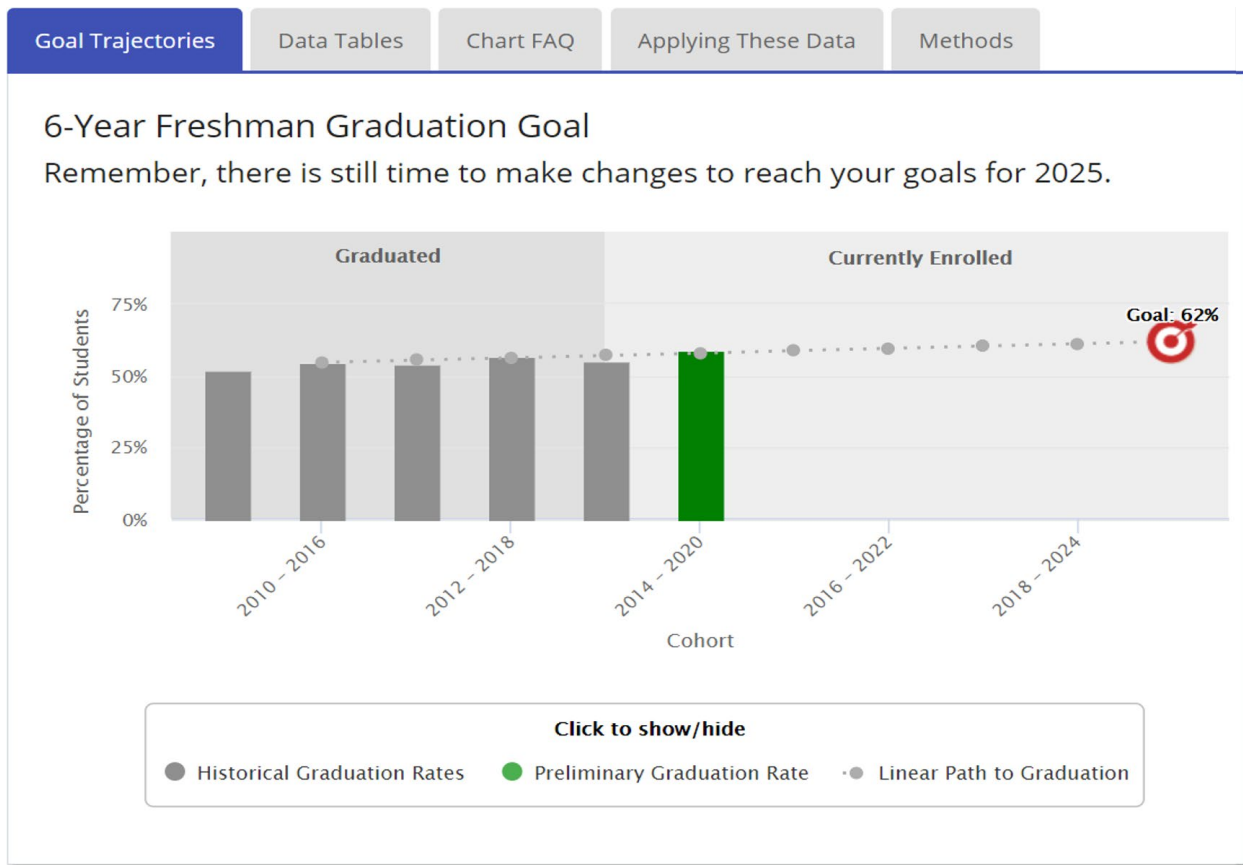 Goal Trajectories
Data Tables
Chart FAQ
Applying These Data
Methods
6-Year Freshman Graduation Goal
Remember, there is still time to make changes to reach your goals for 2025.
Graduated
Currently Enrolled
Percentage of Students
75%
50%
25%
0%
Goal: 62%
2010 – 2016
2012 – 2018
2014 – 2020
2016 – 2022
2018 – 2024
Cohort
Click to show/hide
Historical Graduation Rates
Preliminary Graduation Rate
Linear Path to Graduation